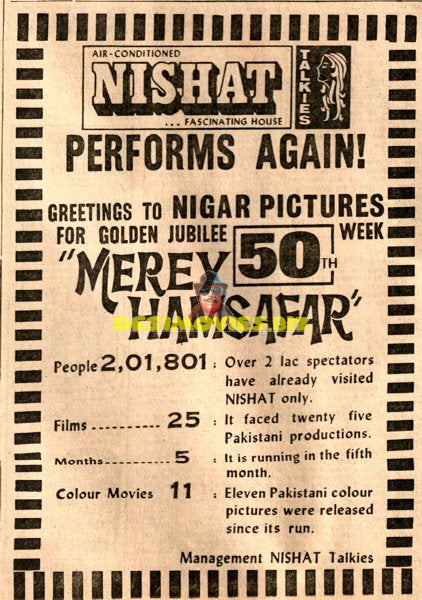 AIR-CONDITIONED
NISHAT
... FASCINATING HOUSE
TALKIES
PERFORMS AGAIN!
GREETINGS TO NIGAR PICTURES
FOR GOLDEN JUBILEE 50TH WEEK
"MEREY
HAMSAFAR"
DESIMOVIES.BIZ
People 2,01,801 : Over 2 lac spectators
have already visited
NISHAT only.
Films .......... 25 : It faced twenty five
Pakistani productions.
Months .......... 5 : It is running in the fifth
month.
Colour Movies 11 : Eleven Pakistani colour
pictures were released
since its run.
Management NISHAT Talkies